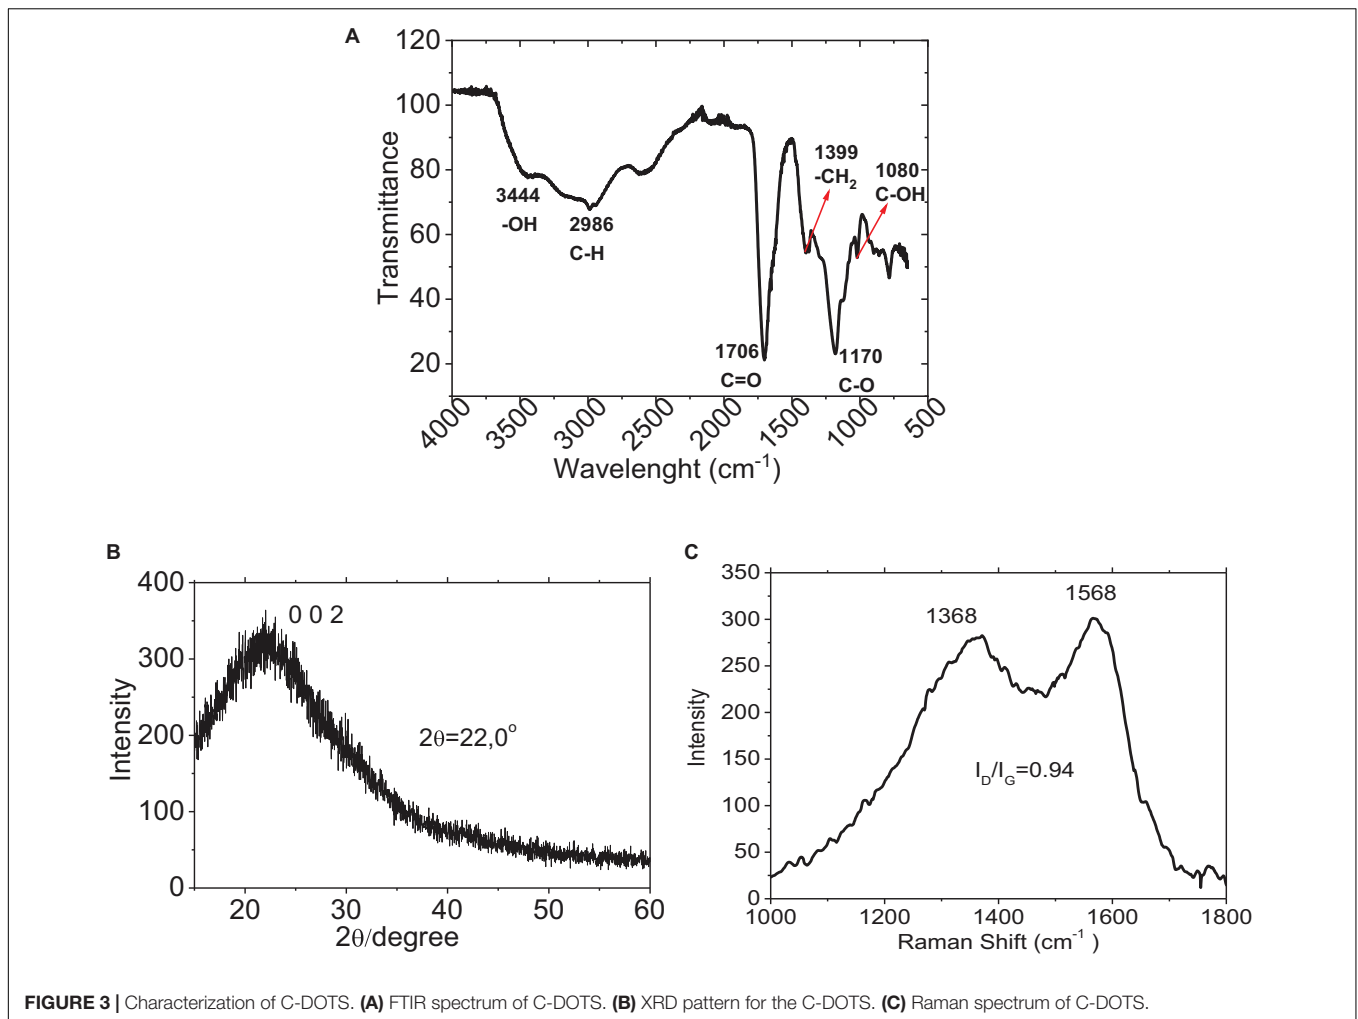 A
120
100
80
60
40
20
Transmittance
3444
-OH
2986
C-H
1706
C=O
1399
-CH₂
1170
C-O
1080
C-OH
4000 3500 3000 2500 2000 1500 1000 500
Wavelenght (cm⁻¹)
B
400
300
200
100
0
Intensity
0 0 2
2θ=22,0°
20 30 40 50 60
2θ/degree
C
350
300
250
200
150
100
50
0
Intensity
1368
1568
I_D/I_G=0.94
1000 1200 1400 1600 1800
Raman Shift (cm⁻¹ )
FIGURE 3 | Characterization of C-DOTS. (A) FTIR spectrum of C-DOTS. (B) XRD pattern for the C-DOTS. (C) Raman spectrum of C-DOTS.